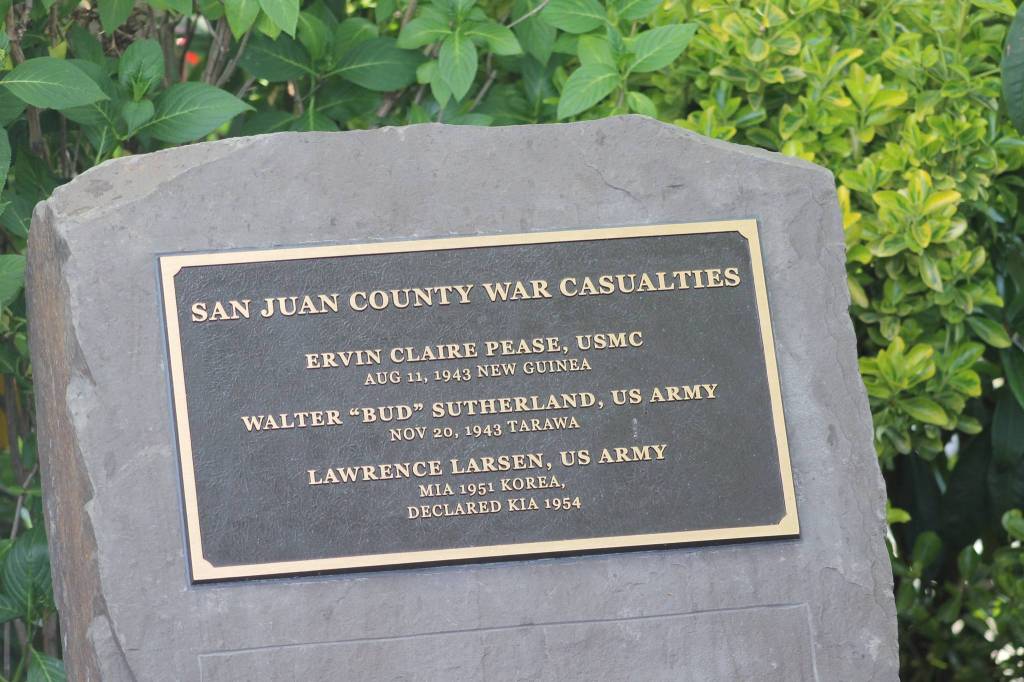 SAN JUAN COUNTY WAR CASUALTIES
ERVIN CLAIRE PEASE, USMC
AUG 11, 1943 NEW GUINEA
WALTER “BUD” SUTHERLAND, US ARMY
NOV 20, 1943 TARAWA
LAWRENCE LARSEN, US ARMY
MIA 1951 KOREA,
DECLARED KIA 1954